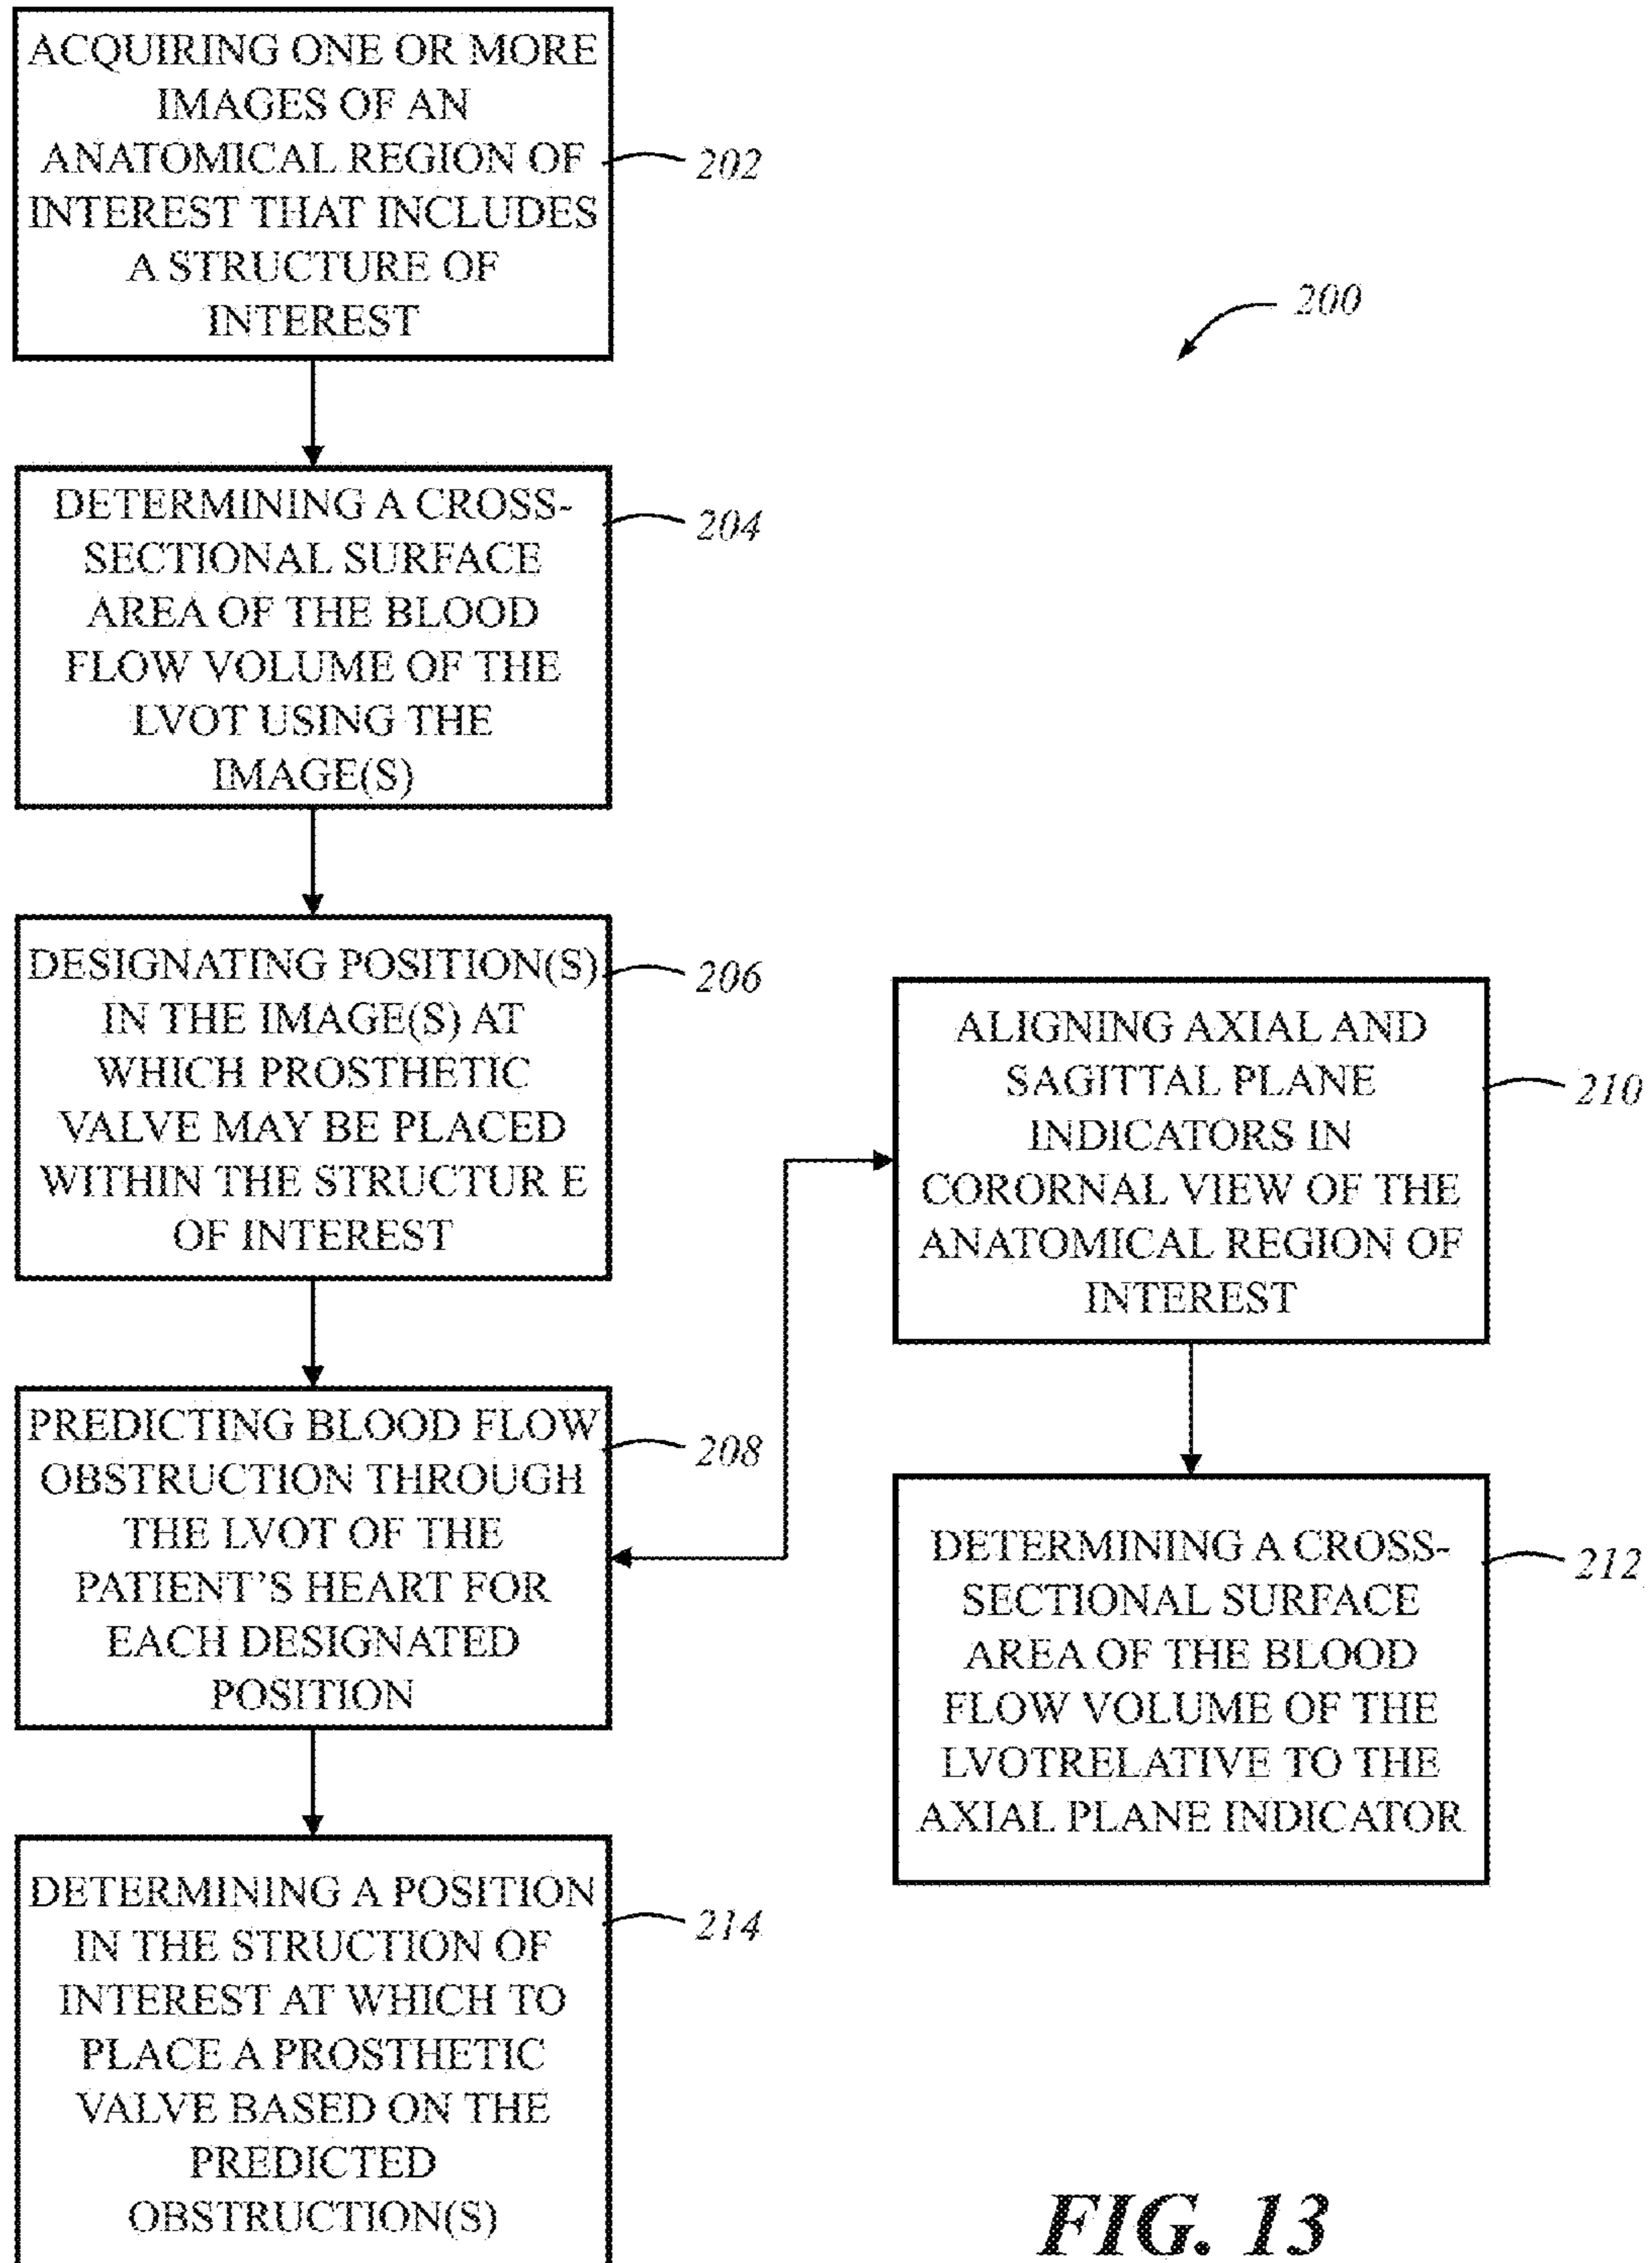 ACQUIRING ONE OR MORE
IMAGES OF AN
ANATOMICAL REGION OF
INTEREST THAT INCLUDES
A STRUCTURE OF
INTEREST
202
200
DETERMINING A CROSS-
SECTIONAL SURFACE
AREA OF THE BLOOD
FLOW VOLUME OF THE
LVOT USING THE
IMAGE(S)
204
DESIGNATING POSITION(S)
IN THE IMAGE(S) AT
WHICH PROSTHETIC
VALVE MAY BE PLACED
WITHIN THE STRUCTUR E
OF INTEREST
206
PREDICTING BLOOD FLOW
OBSTRUCTION THROUGH
THE LVOT OF THE
PATIENT'S HEART FOR
EACH DESIGNATED
POSITION
208
ALIGNING AXIAL AND
SAGITTAL PLANE
INDICATORS IN
CORORNAL VIEW OF THE
ANATOMICAL REGION OF
INTEREST
210
DETERMINING A CROSS-
SECTIONAL SURFACE
AREA OF THE BLOOD
FLOW VOLUME OF THE
LVOTRELATIVE TO THE
AXIAL PLANE INDICATOR
212
DETERMINING A POSITION
IN THE STRUCTION OF
INTEREST AT WHICH TO
PLACE A PROSTHETIC
VALVE BASED ON THE
PREDICTED
OBSTRUCTION(S)
214
FIG. 13